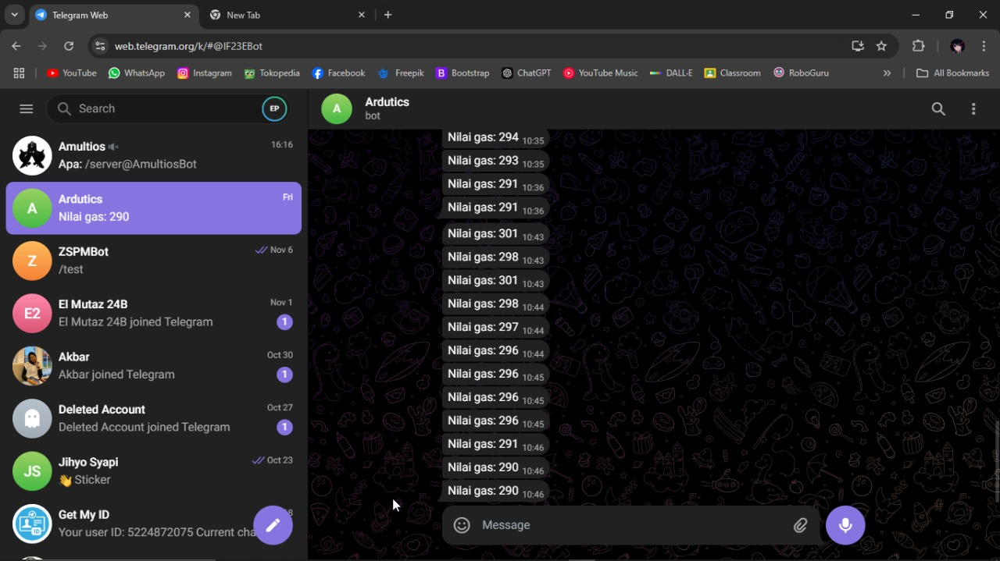 Telegram Web
New Tab
web.telegram.org/k/#@IF23EBot
YouTube
WhatsApp
Instagram
Tokopedia
Facebook
Freepik
B Bootstrap
ChatGPT
YouTube Music
DALL·E
Classroom
RoboGuru
»
All Bookmarks
Search
EP
A
Ardutics
bot
Amultios
16:16
Apa: /server@AmultiosBot
A
Ardutics
Fri
Nilai gas: 290
Z
ZSPMBot
Nov 6
/test
E2
El Mutaz 24B
Nov 1
El Mutaz 24B joined Telegram
1
Akbar
Oct 30
Akbar joined Telegram
1
Deleted Account
Oct 27
Deleted Account joined Telegram
1
JS
Jihyo Syapi
Oct 23
👋 Sticker
Get My ID
8
Your user ID: 5224872075 Current cha
Nilai gas: 294 10:35
Nilai gas: 293 10:35
Nilai gas: 291 10:36
Nilai gas: 291 10:36
Nilai gas: 301 10:43
Nilai gas: 298 10:43
Nilai gas: 301 10:43
Nilai gas: 298 10:44
Nilai gas: 297 10:44
Nilai gas: 296 10:44
Nilai gas: 296 10:45
Nilai gas: 296 10:45
Nilai gas: 296 10:45
Nilai gas: 291 10:46
Nilai gas: 290 10:46
Nilai gas: 290 10:46
Message